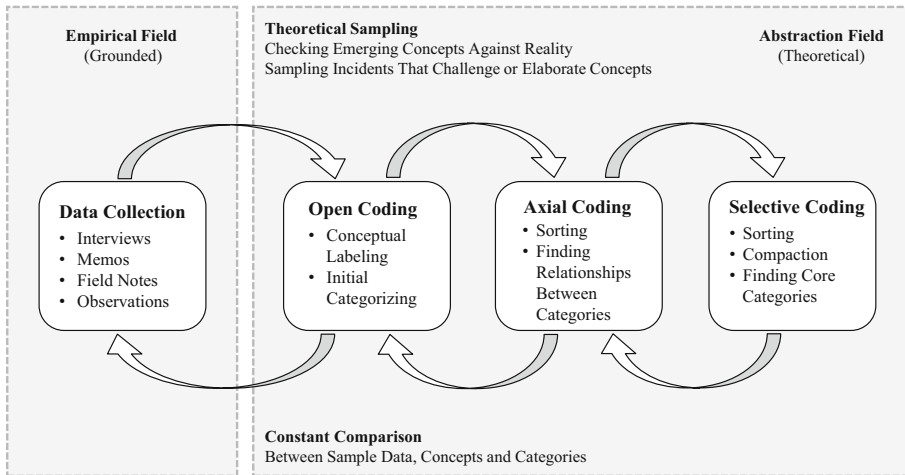 Empirical Field
(Grounded)
Theoretical Sampling
Checking Emerging Concepts Against Reality
Sampling Incidents That Challenge or Elaborate Concepts
Abstraction Field
(Theoretical)
Data Collection
• Interviews
• Memos
• Field Notes
• Observations
Open Coding
• Conceptual
Labeling
• Initial
Categorizing
Axial Coding
• Sorting
• Finding
Relationships
Between
Categories
Selective Coding
• Sorting
• Compaction
• Finding Core
Categories
Constant Comparison
Between Sample Data, Concepts and Categories